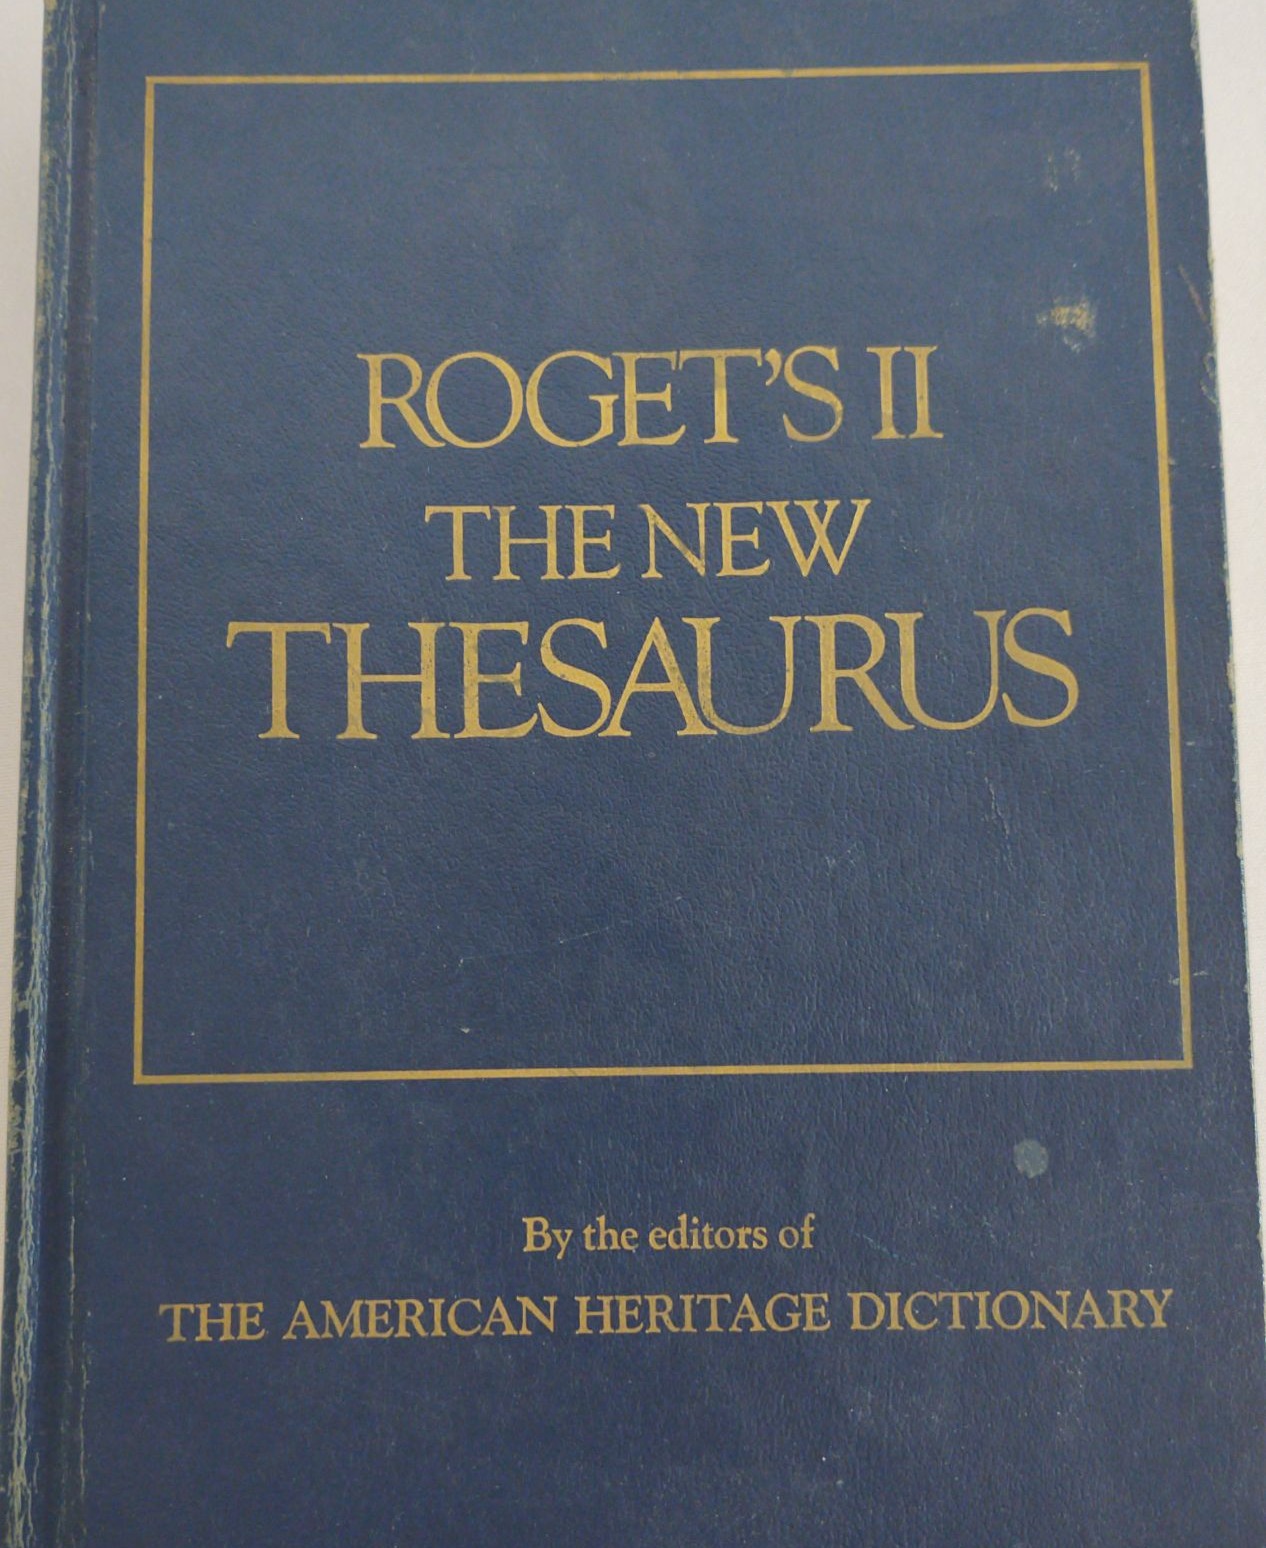 ROGET'S II
THE NEW
THESAURUS
By the editors of
THE AMERICAN HERITAGE DICTIONARY